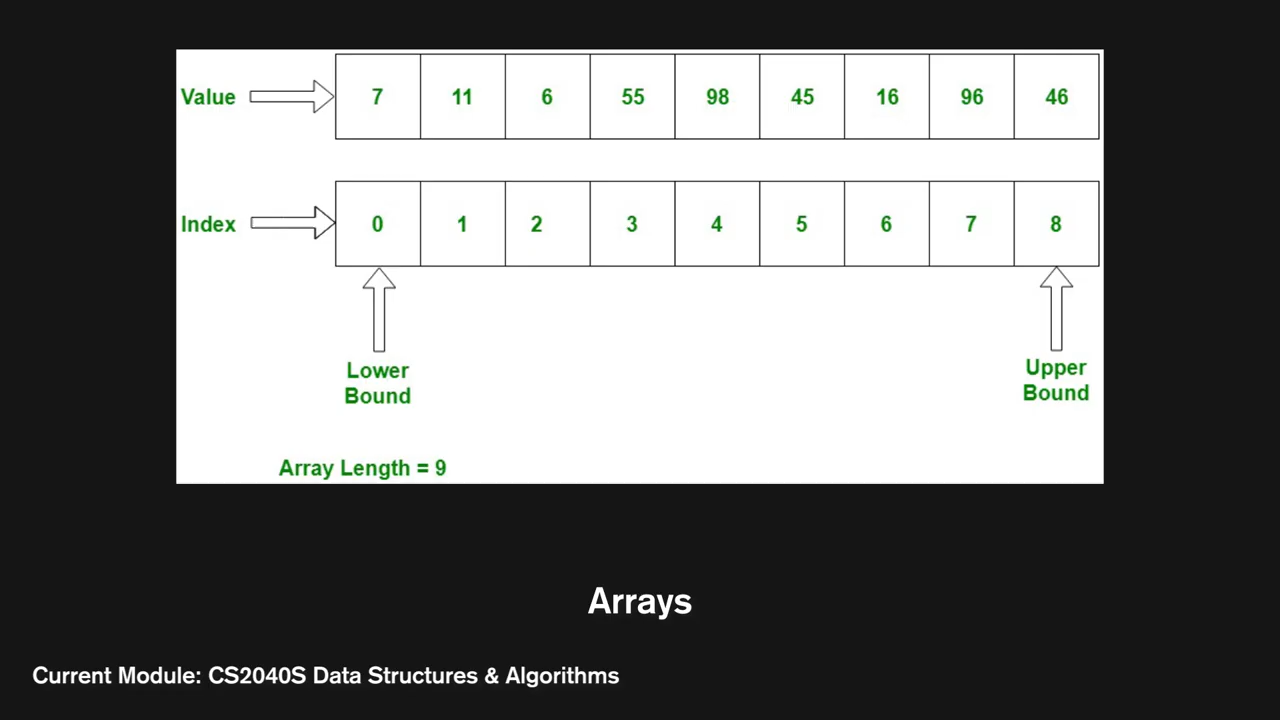 Value 7 11 6 55 98 45 16 96 46
Index 0 1 2 3 4 5 6 7 8
Lower
Bound
Upper
Bound
Array Length = 9
Arrays
Current Module: CS2040S Data Structures & Algorithms